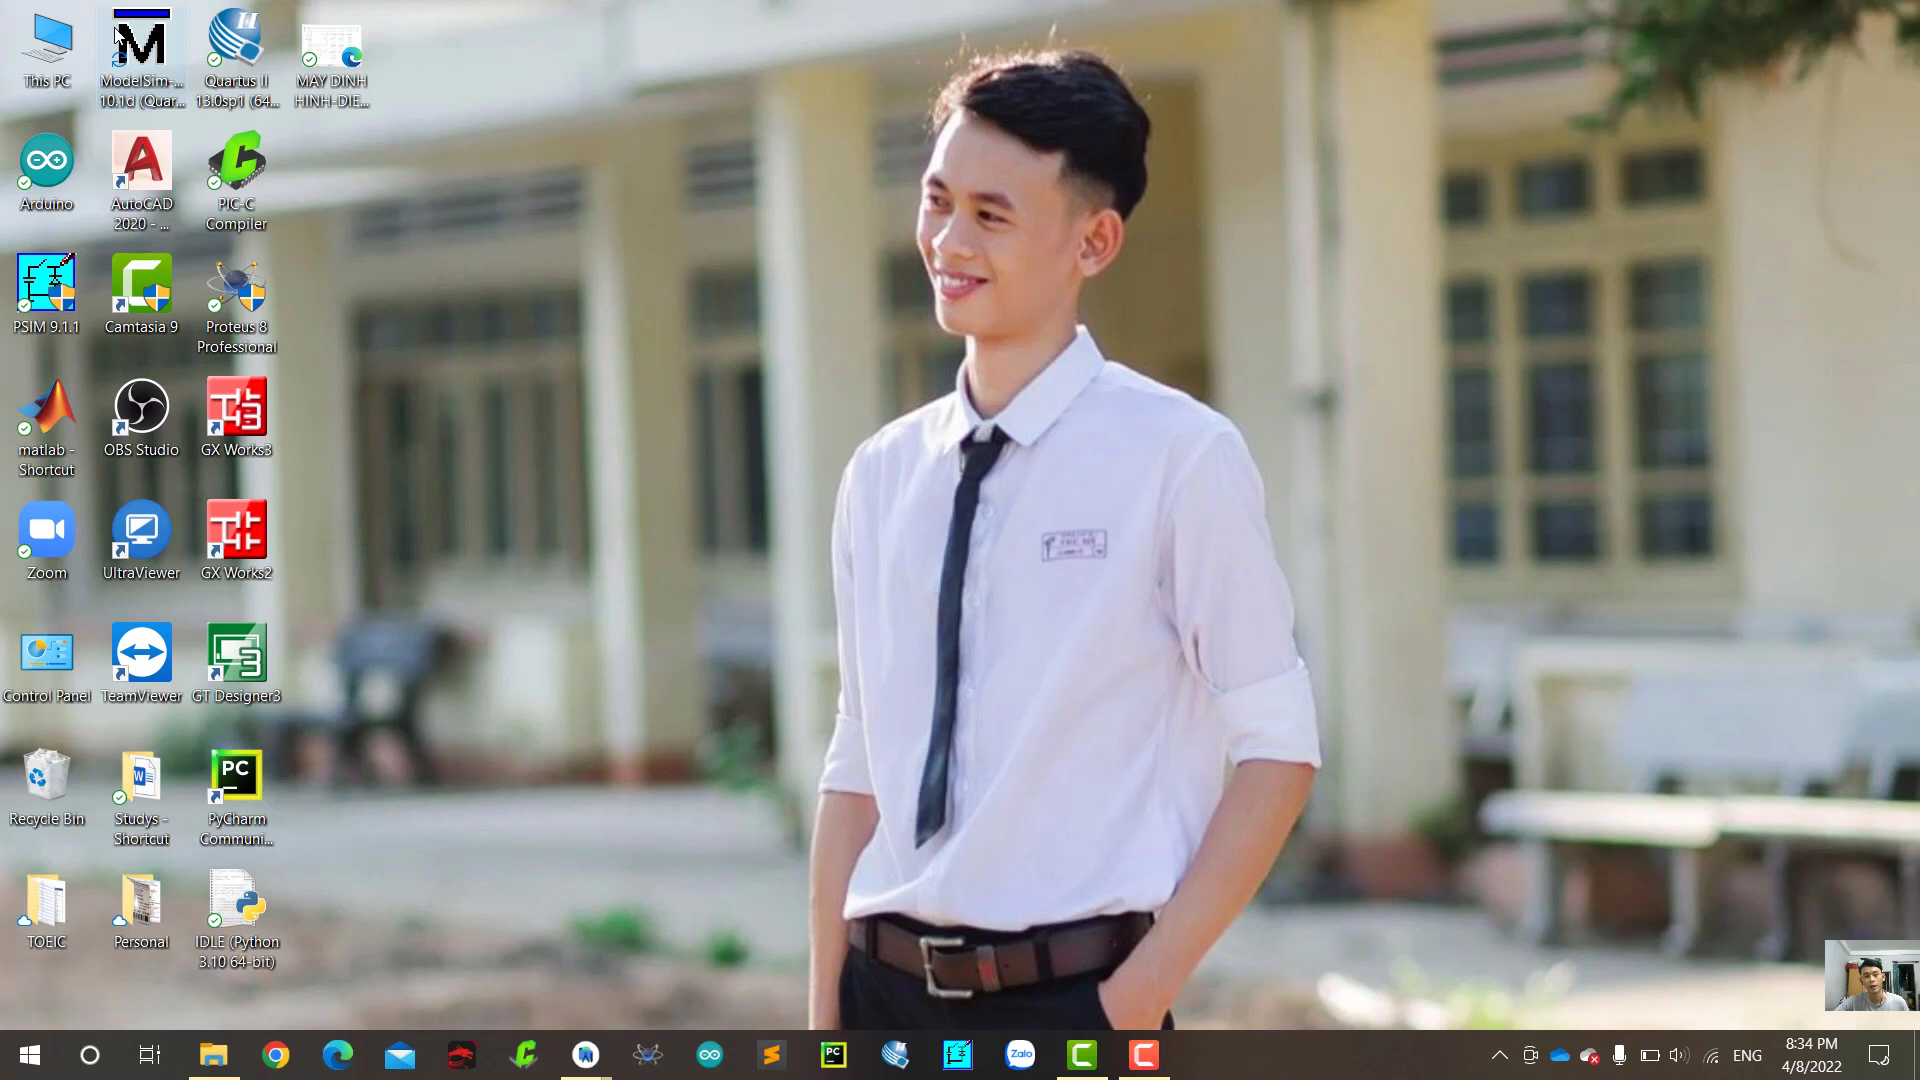 This PC
ModelSim-...
10.1d (Quar...
Quartus II
13.0sp1 (64...
MAY DINH
HINH-DIE...
Arduino
AutoCAD
2020 - ...
PIC-C
Compiler
PSIM 9.1.1
Camtasia 9
Proteus 8
Professional
matlab -
Shortcut
OBS Studio
GX Works3
Zoom
UltraViewer
GX Works2
Control Panel
TeamViewer
GT Designer3
Recycle Bin
Studys -
Shortcut
PyCharm
Communi...
TOEIC
Personal
IDLE (Python
3.10 64-bit)
Zalo
ENG
8:34 PM
4/8/2022